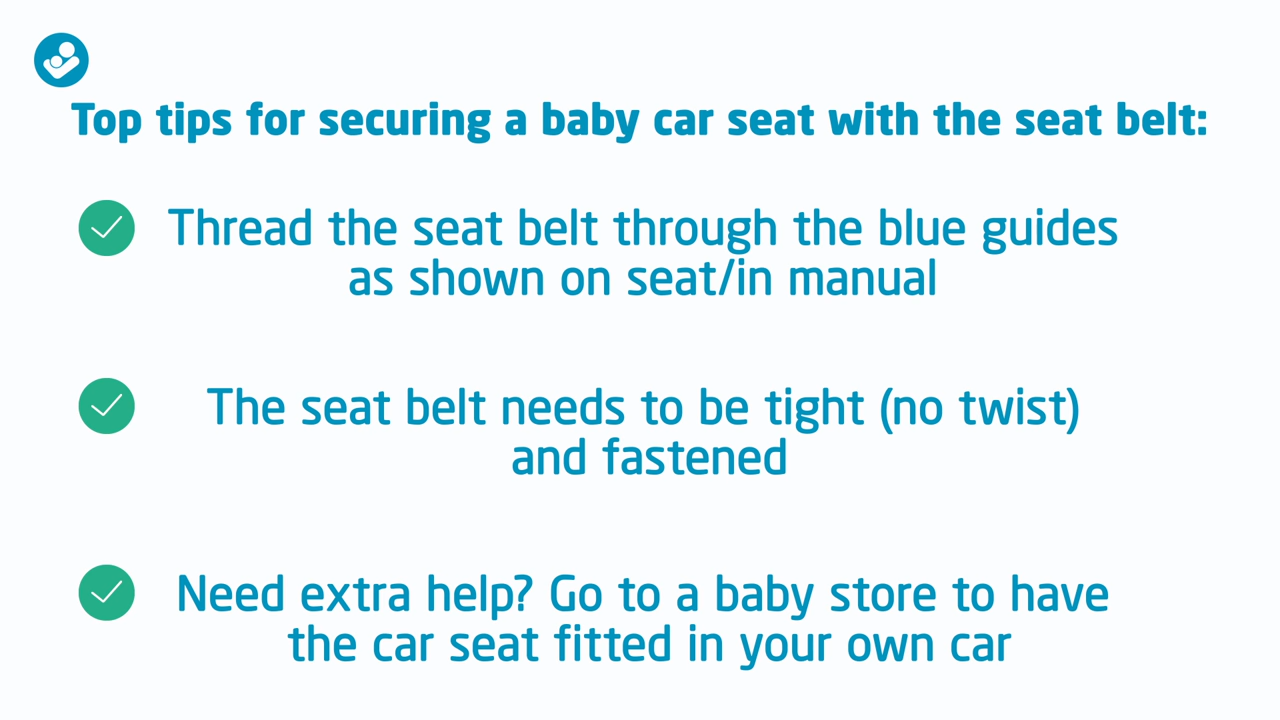 Top tips for securing a baby car seat with the seat belt:
Thread the seat belt through the blue guides
as shown on seat/in manual
The seat belt needs to be tight (no twist)
and fastened
Need extra help? Go to a baby store to have
the car seat fitted in your own car